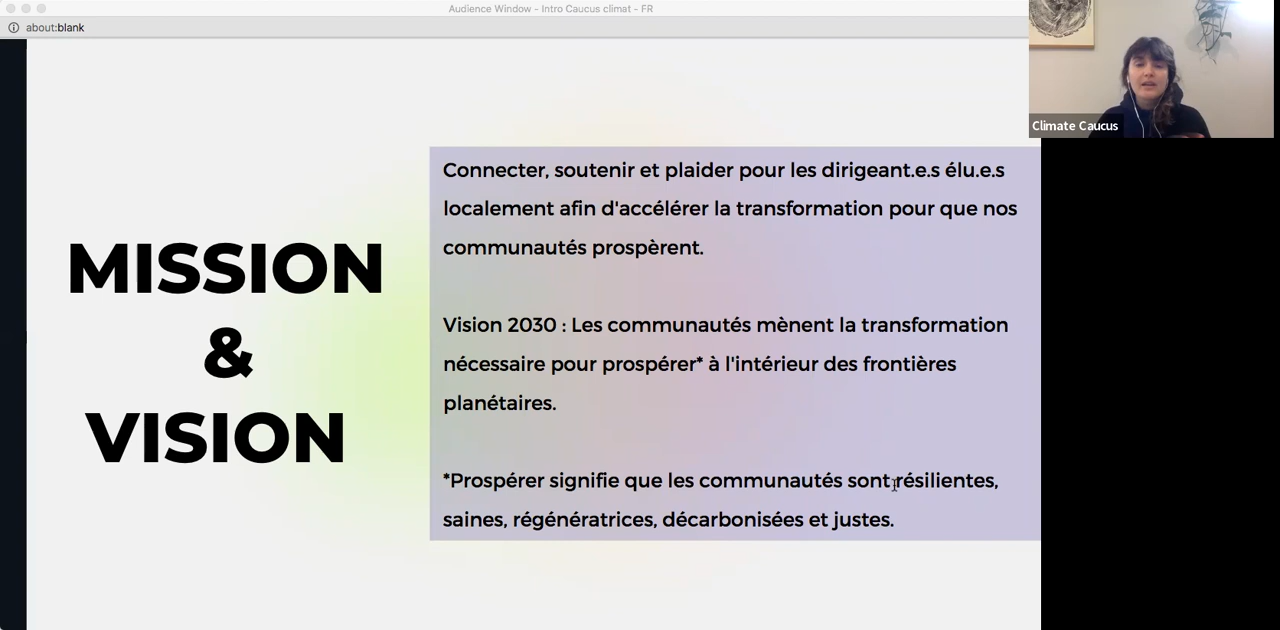 Audience Window - Intro Caucus climat - FR
about:blank
Climate Caucus
MISSION
&
VISION
Connecter, soutenir et plaider pour les dirigeant.e.s élu.e.s
localement afin d'accélérer la transformation pour que nos
communautés prospèrent.
Vision 2030 : Les communautés mènent la transformation
nécessaire pour prospérer* à l'intérieur des frontières
planétaires.
*Prospérer signifie que les communautés sont résilientes,
saines, régénératrices, décarbonisées et justes.